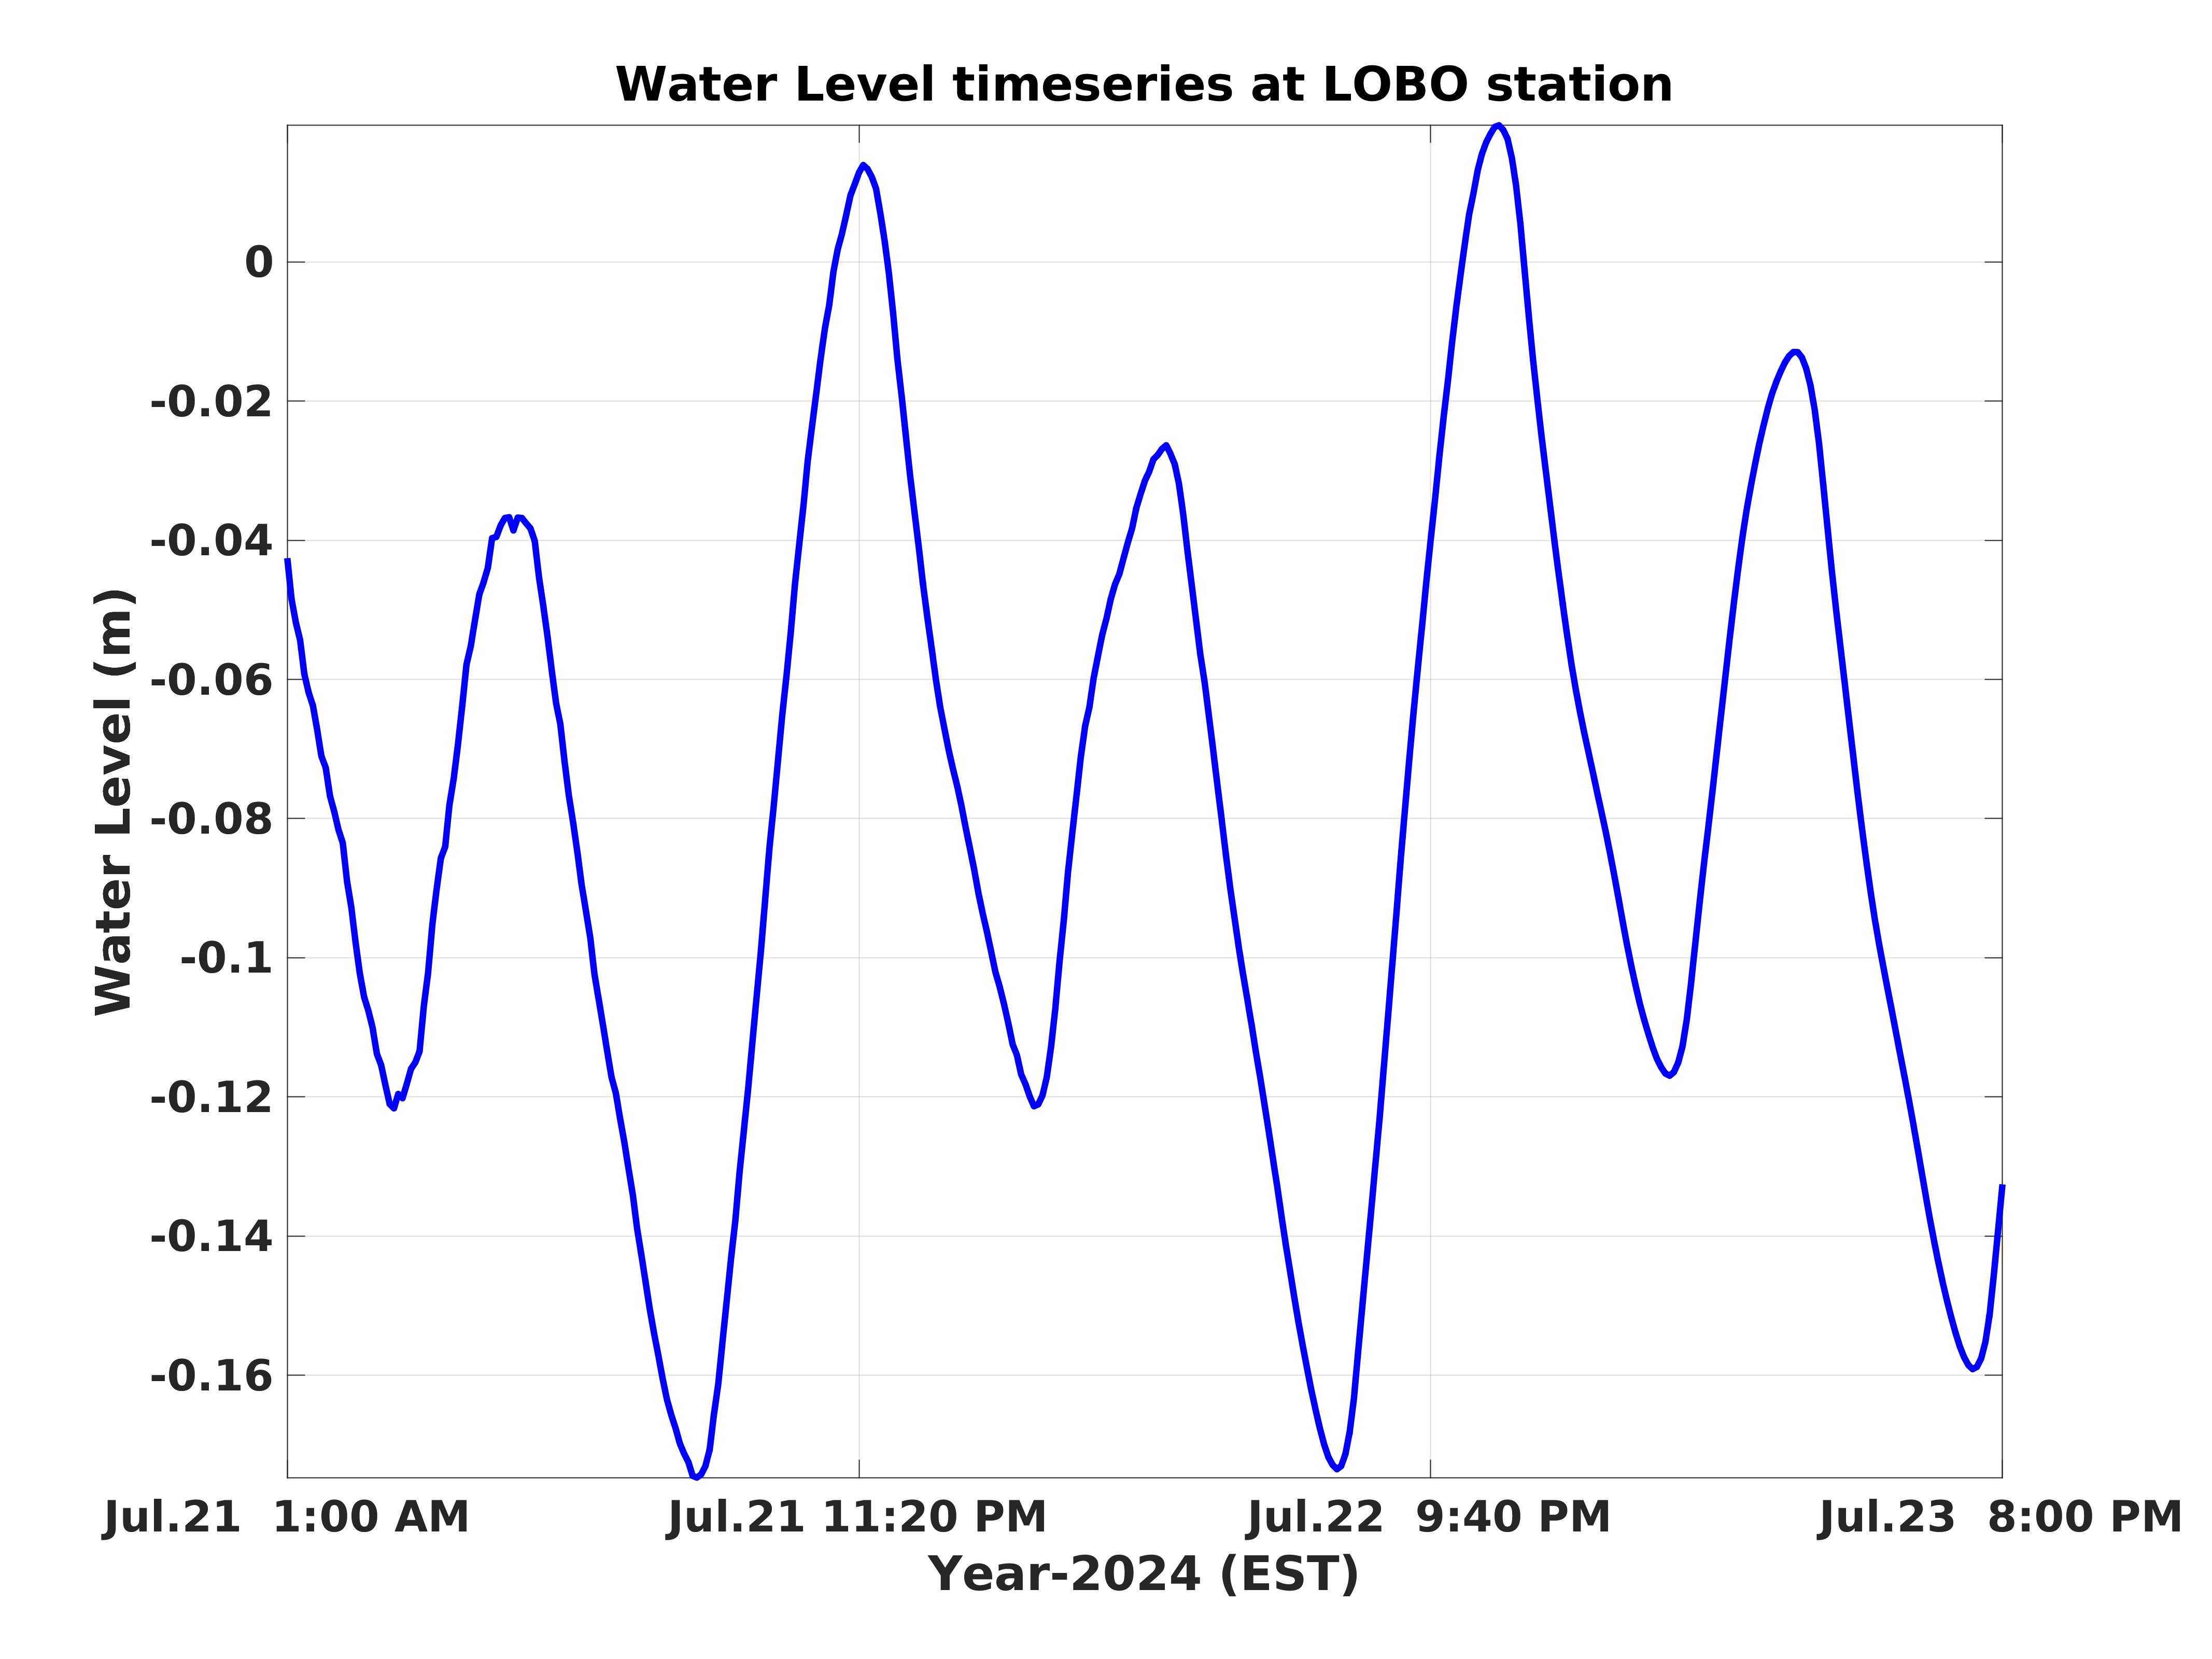 Water Level timeseries at LOBO station
Water Level (m)
0
-0.02
-0.04
-0.06
-0.08
-0.1
-0.12
-0.14
-0.16
Jul.21  1:00 AM
Jul.21 11:20 PM
Jul.22  9:40 PM
Jul.23  8:00 PM
Year-2024 (EST)